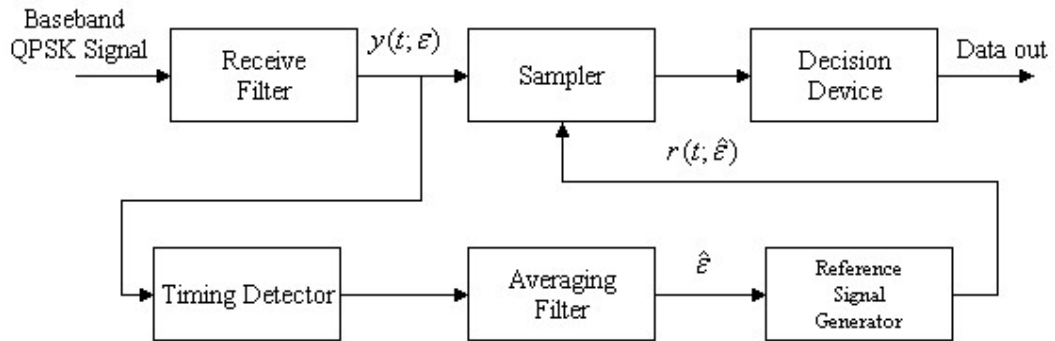 Baseband
QPSK Signal
y(t; ε)
Data out
Receive
Filter
Sampler
Decision
Device
r(t; ε̂)
Timing Detector
Averaging
Filter
ε̂
Reference
Signal
Generator